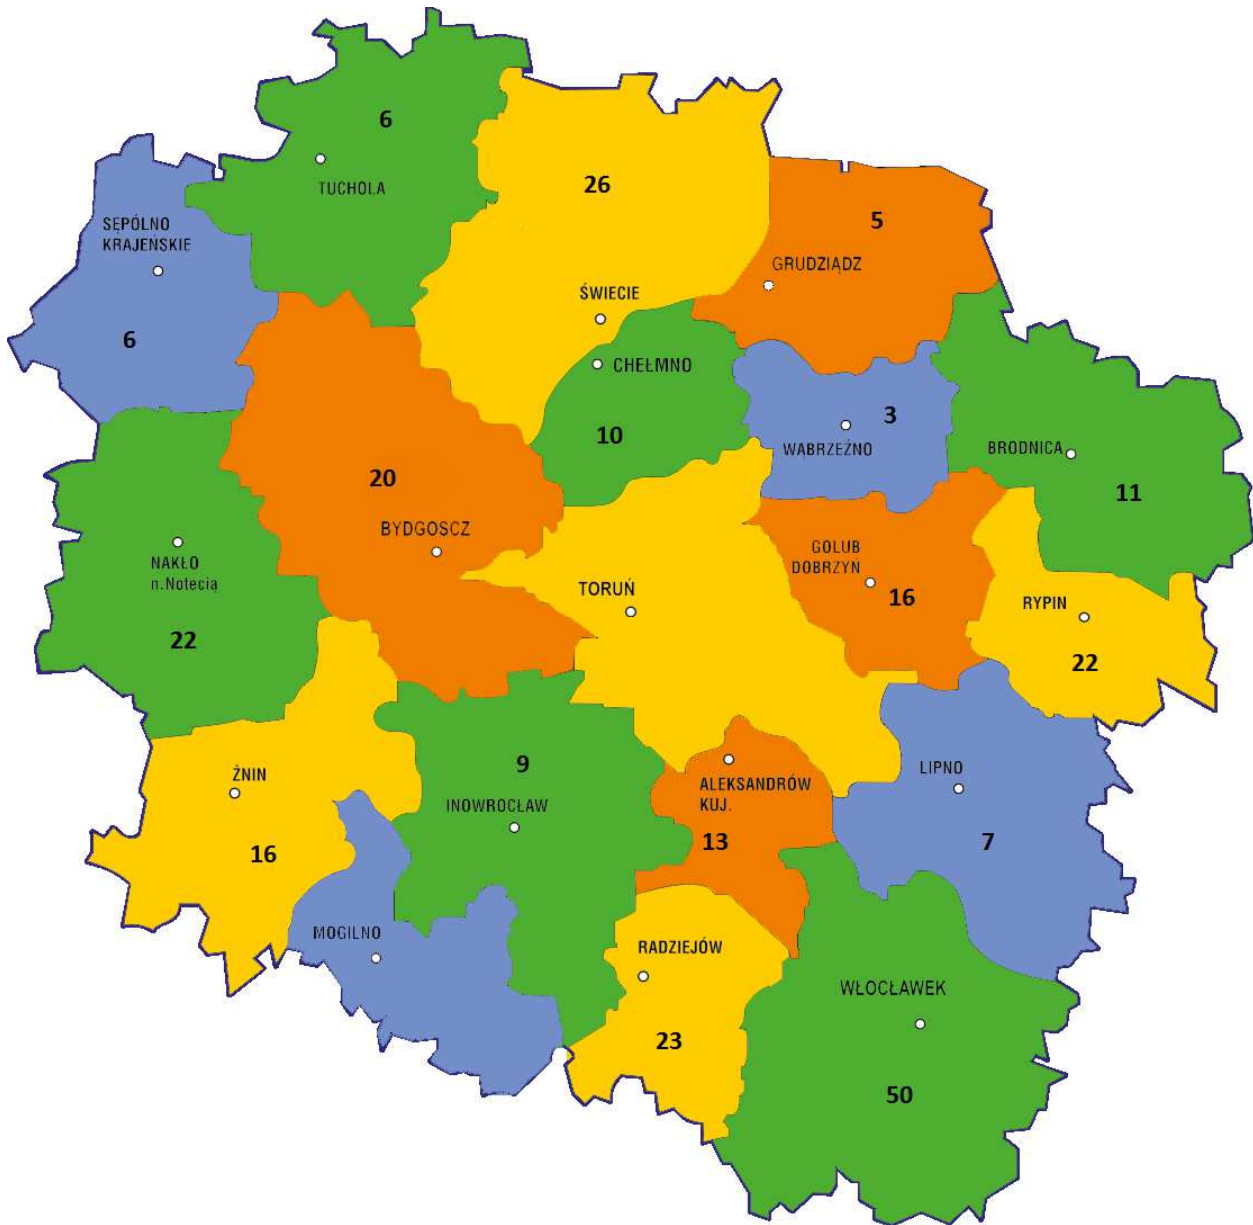 6
TUCHOLA
26
ŚWIECIE
5
GRUDZIĄDZ
SĘPÓLNO
KRAJEŃSKIE
6
CHEŁMNO
10
3
WĄBRZEŹNO
BRODNICA
11
20
BYDGOSCZ
NAKŁO
n.Notecią
22
TORUŃ
GOLUB
DOBRZYŃ
16
RYPIN
22
ŻNIN
16
9
INOWROCŁAW
ALEKSANDRÓW
KUJ.
13
LIPNO
7
MOGILNO
RADZIEJÓW
23
WŁOCŁAWEK
50